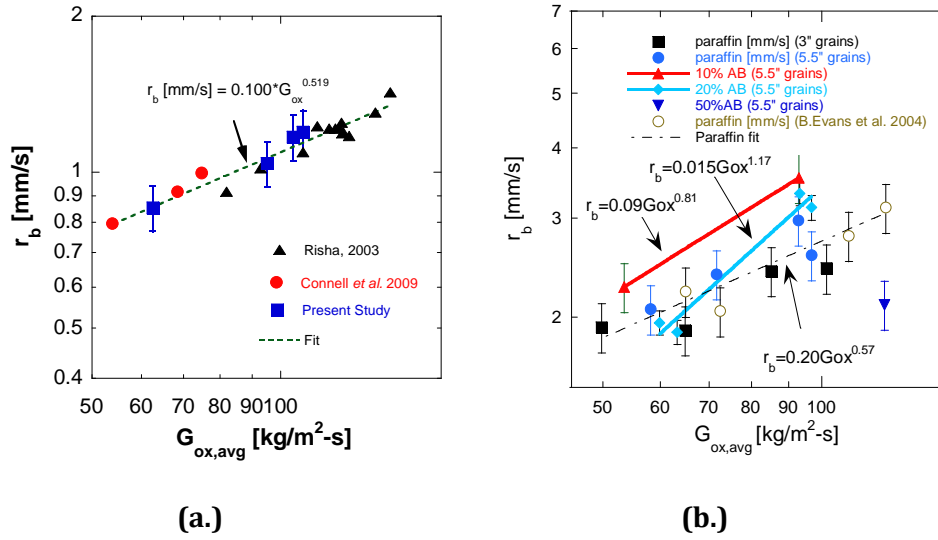 2
1
0.9
0.8
0.7
0.6
0.5
0.4
r_b [mm/s]
r_b [mm/s] = 0.100*G_ox^0.519
Risha, 2003
Connell et al. 2009
Present Study
Fit
50 60 70 80 90 100
G_ox,avg [kg/m²-s]
(a.)
7
6
5
4
3
2
r_b [mm/s]
paraffin [mm/s] (3" grains)
paraffin [mm/s] (5.5" grains)
10% AB (5.5" grains)
20% AB (5.5" grains)
50%AB (5.5" grains)
paraffin [mm/s] (B.Evans et al. 2004)
Paraffin fit
r_b=0.015Gox^1.17
r_b=0.09Gox^0.81
r_b=0.20Gox^0.57
50 60 70 80 90 100
G_ox,avg [kg/m²-s]
(b.)